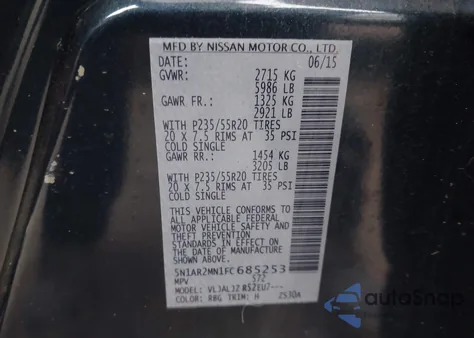 MFD BY NISSAN MOTOR CO., LTD.
DATE: 06/15
GVWR: 2715 KG
5986 LB
GAWR FR.: 1325 KG
2921 LB
WITH P235/55R20 TIRES
20 X 7.5 RIMS AT 35 PSI
COLD SINGLE
GAWR RR.: 1454 KG
3205 LB
WITH P235/55R20 TIRES
20 X 7.5 RIMS AT 35 PSI
COLD SINGLE
THIS VEHICLE CONFORMS TO
ALL APPLICABLE FEDERAL
MOTOR VEHICLE SAFETY AND
THEFT PREVENTION
STANDARDS IN EFFECT ON
THE DATE OF MANUFACTURE
SHOWN ABOVE.
5N1AR2MN1FC685253
MPV 572
MODEL:
COLOR: RBG TRIM: H
autoSnap